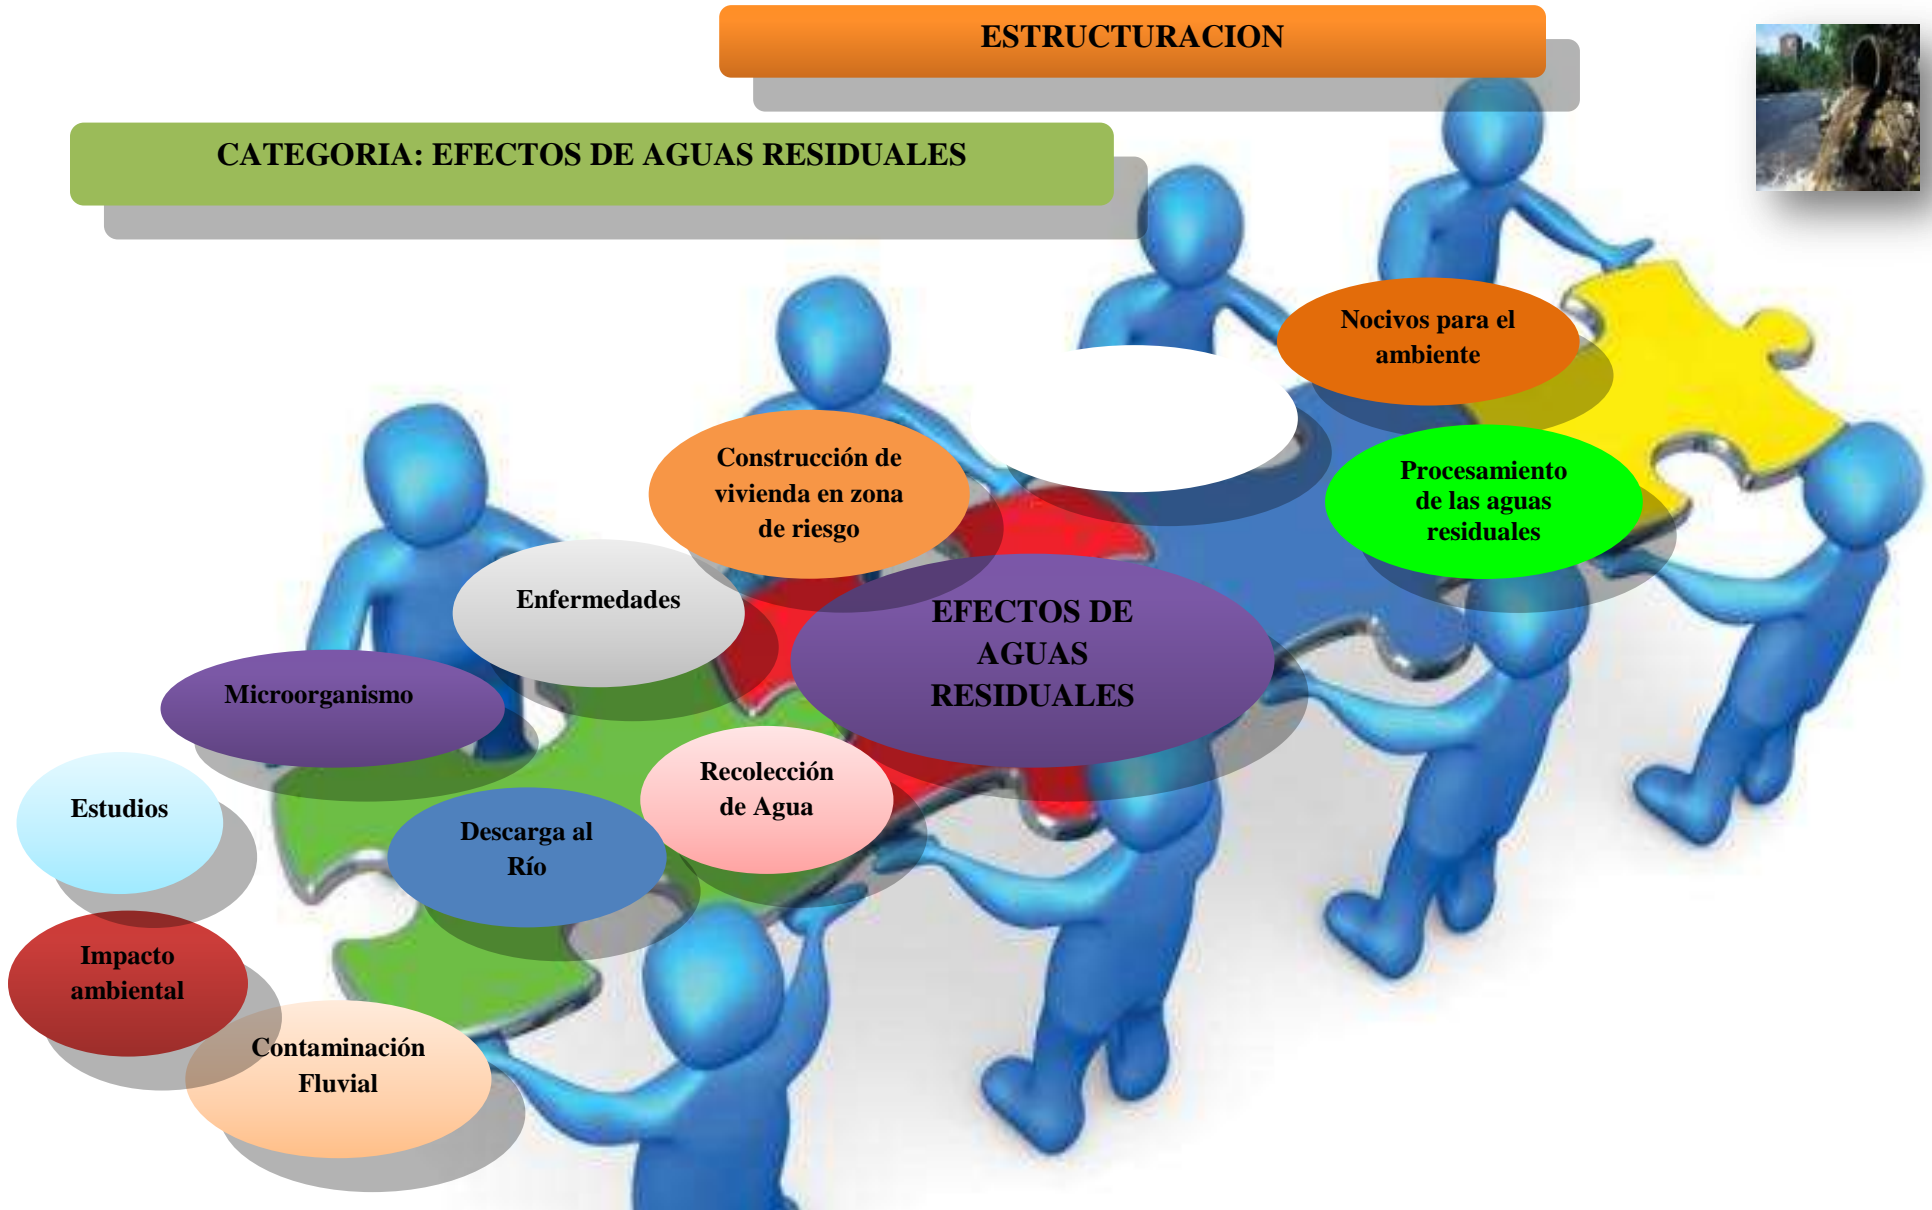 ESTRUCTURACION
CATEGORIA: EFECTOS DE AGUAS RESIDUALES
Nocivos para el
ambiente
Construcción de
vivienda en zona
de riesgo
Procesamiento
de las aguas
residuales
Enfermedades
EFECTOS DE
AGUAS
RESIDUALES
Microorganismo
Recolección
de Agua
Estudios
Descarga al
Río
Impacto
ambiental
Contaminación
Fluvial